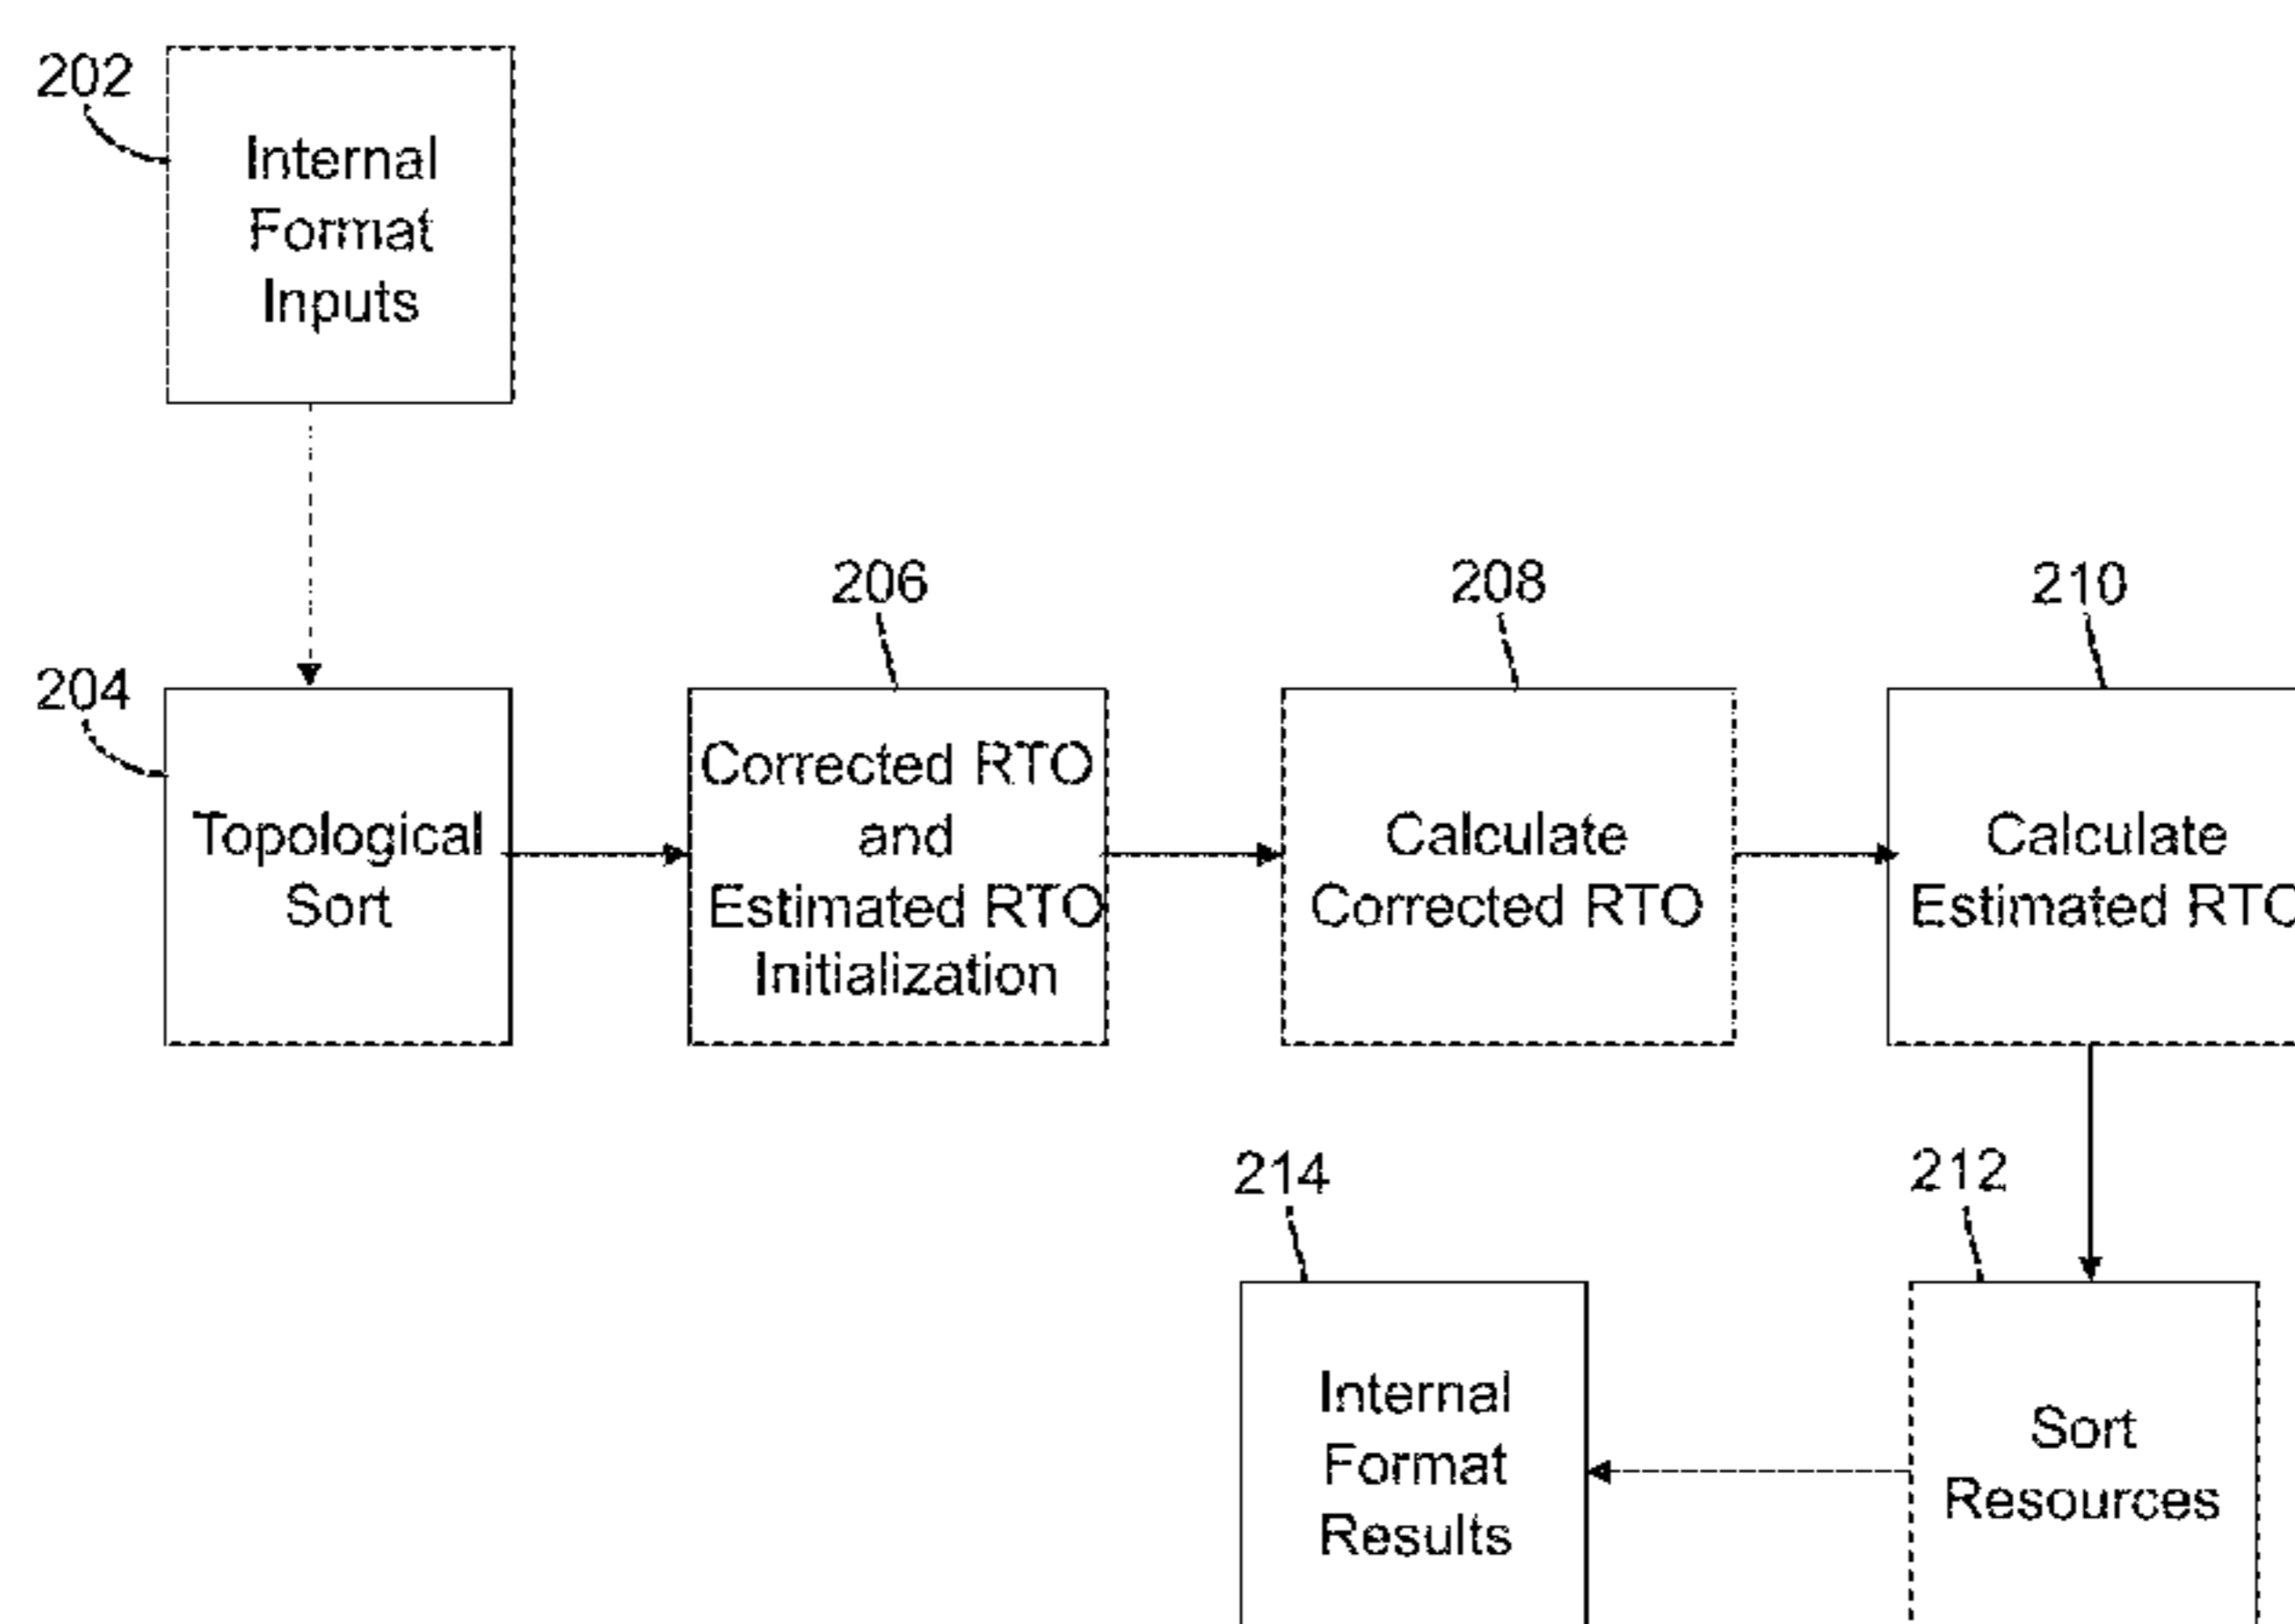 202
Internal
Format
Inputs
204
Topological
Sort
206
Corrected RTO
and
Estimated RTO
Initialization
208
Calculate
Corrected RTO
210
Calculate
Estimated RTO
212
Sort
Resources
214
Internal
Format
Results